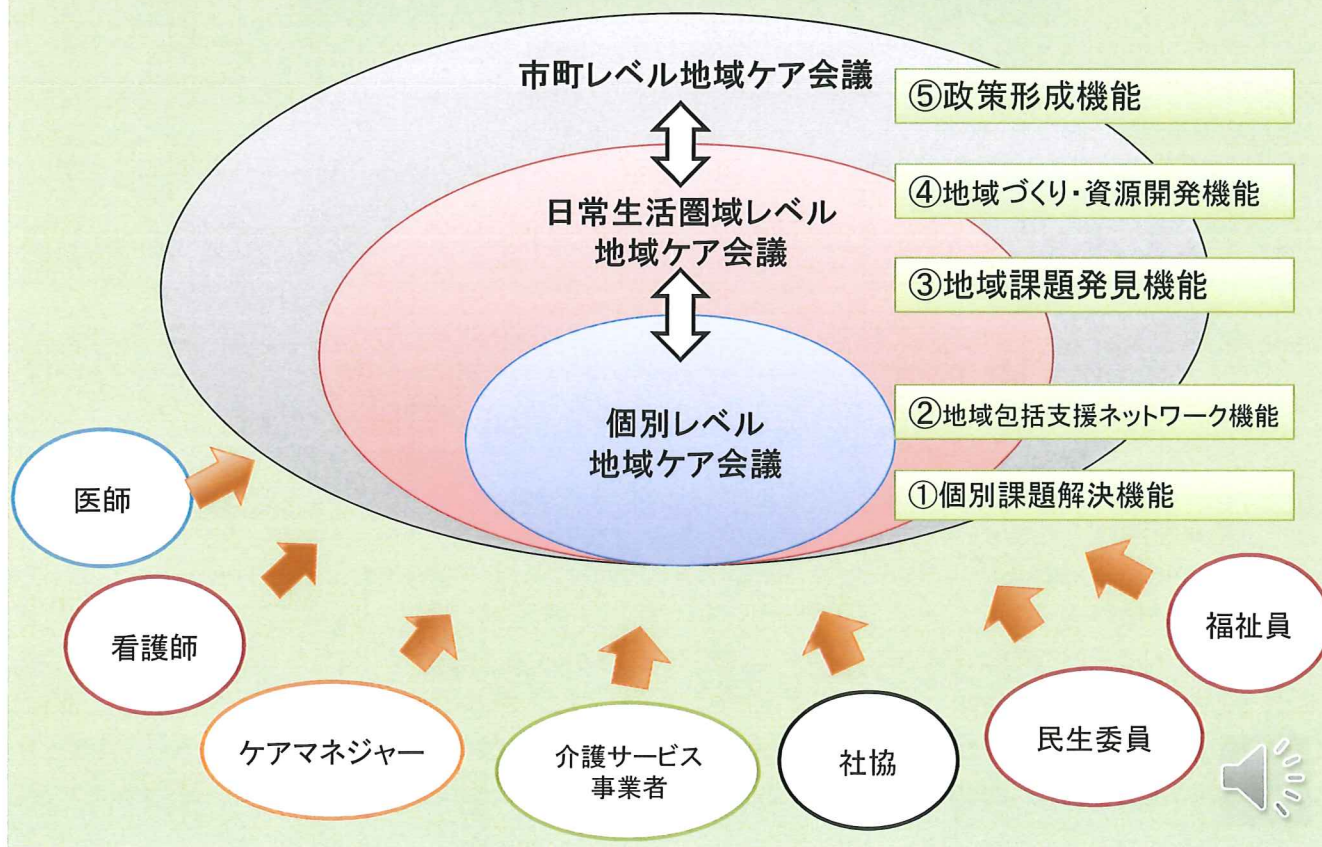 市町レベル地域ケア会議
⑤政策形成機能
④地域づくり・資源開発機能
日常生活圏域レベル
地域ケア会議
③地域課題発見機能
個別レベル
地域ケア会議
②地域包括支援ネットワーク機能
①個別課題解決機能
医師
看護師
ケアマネジャー
介護サービス
事業者
社協
民生委員
福祉員